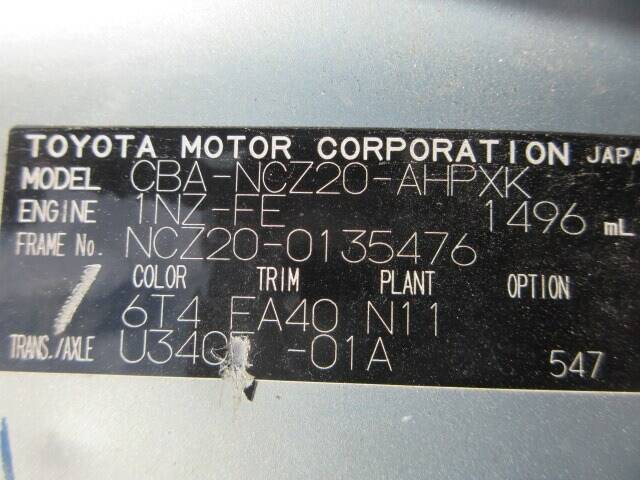 TOYOTA MOTOR CORPORATION JAPA
MODEL CBA-NCZ20-AHPXK
ENGINE 1NZ-FE 1496 mL
FRAME No. NCZ20-0135476
COLOR TRIM PLANT OPTION
6T4 FA40 N11
TRANS./AXLE -01A 547